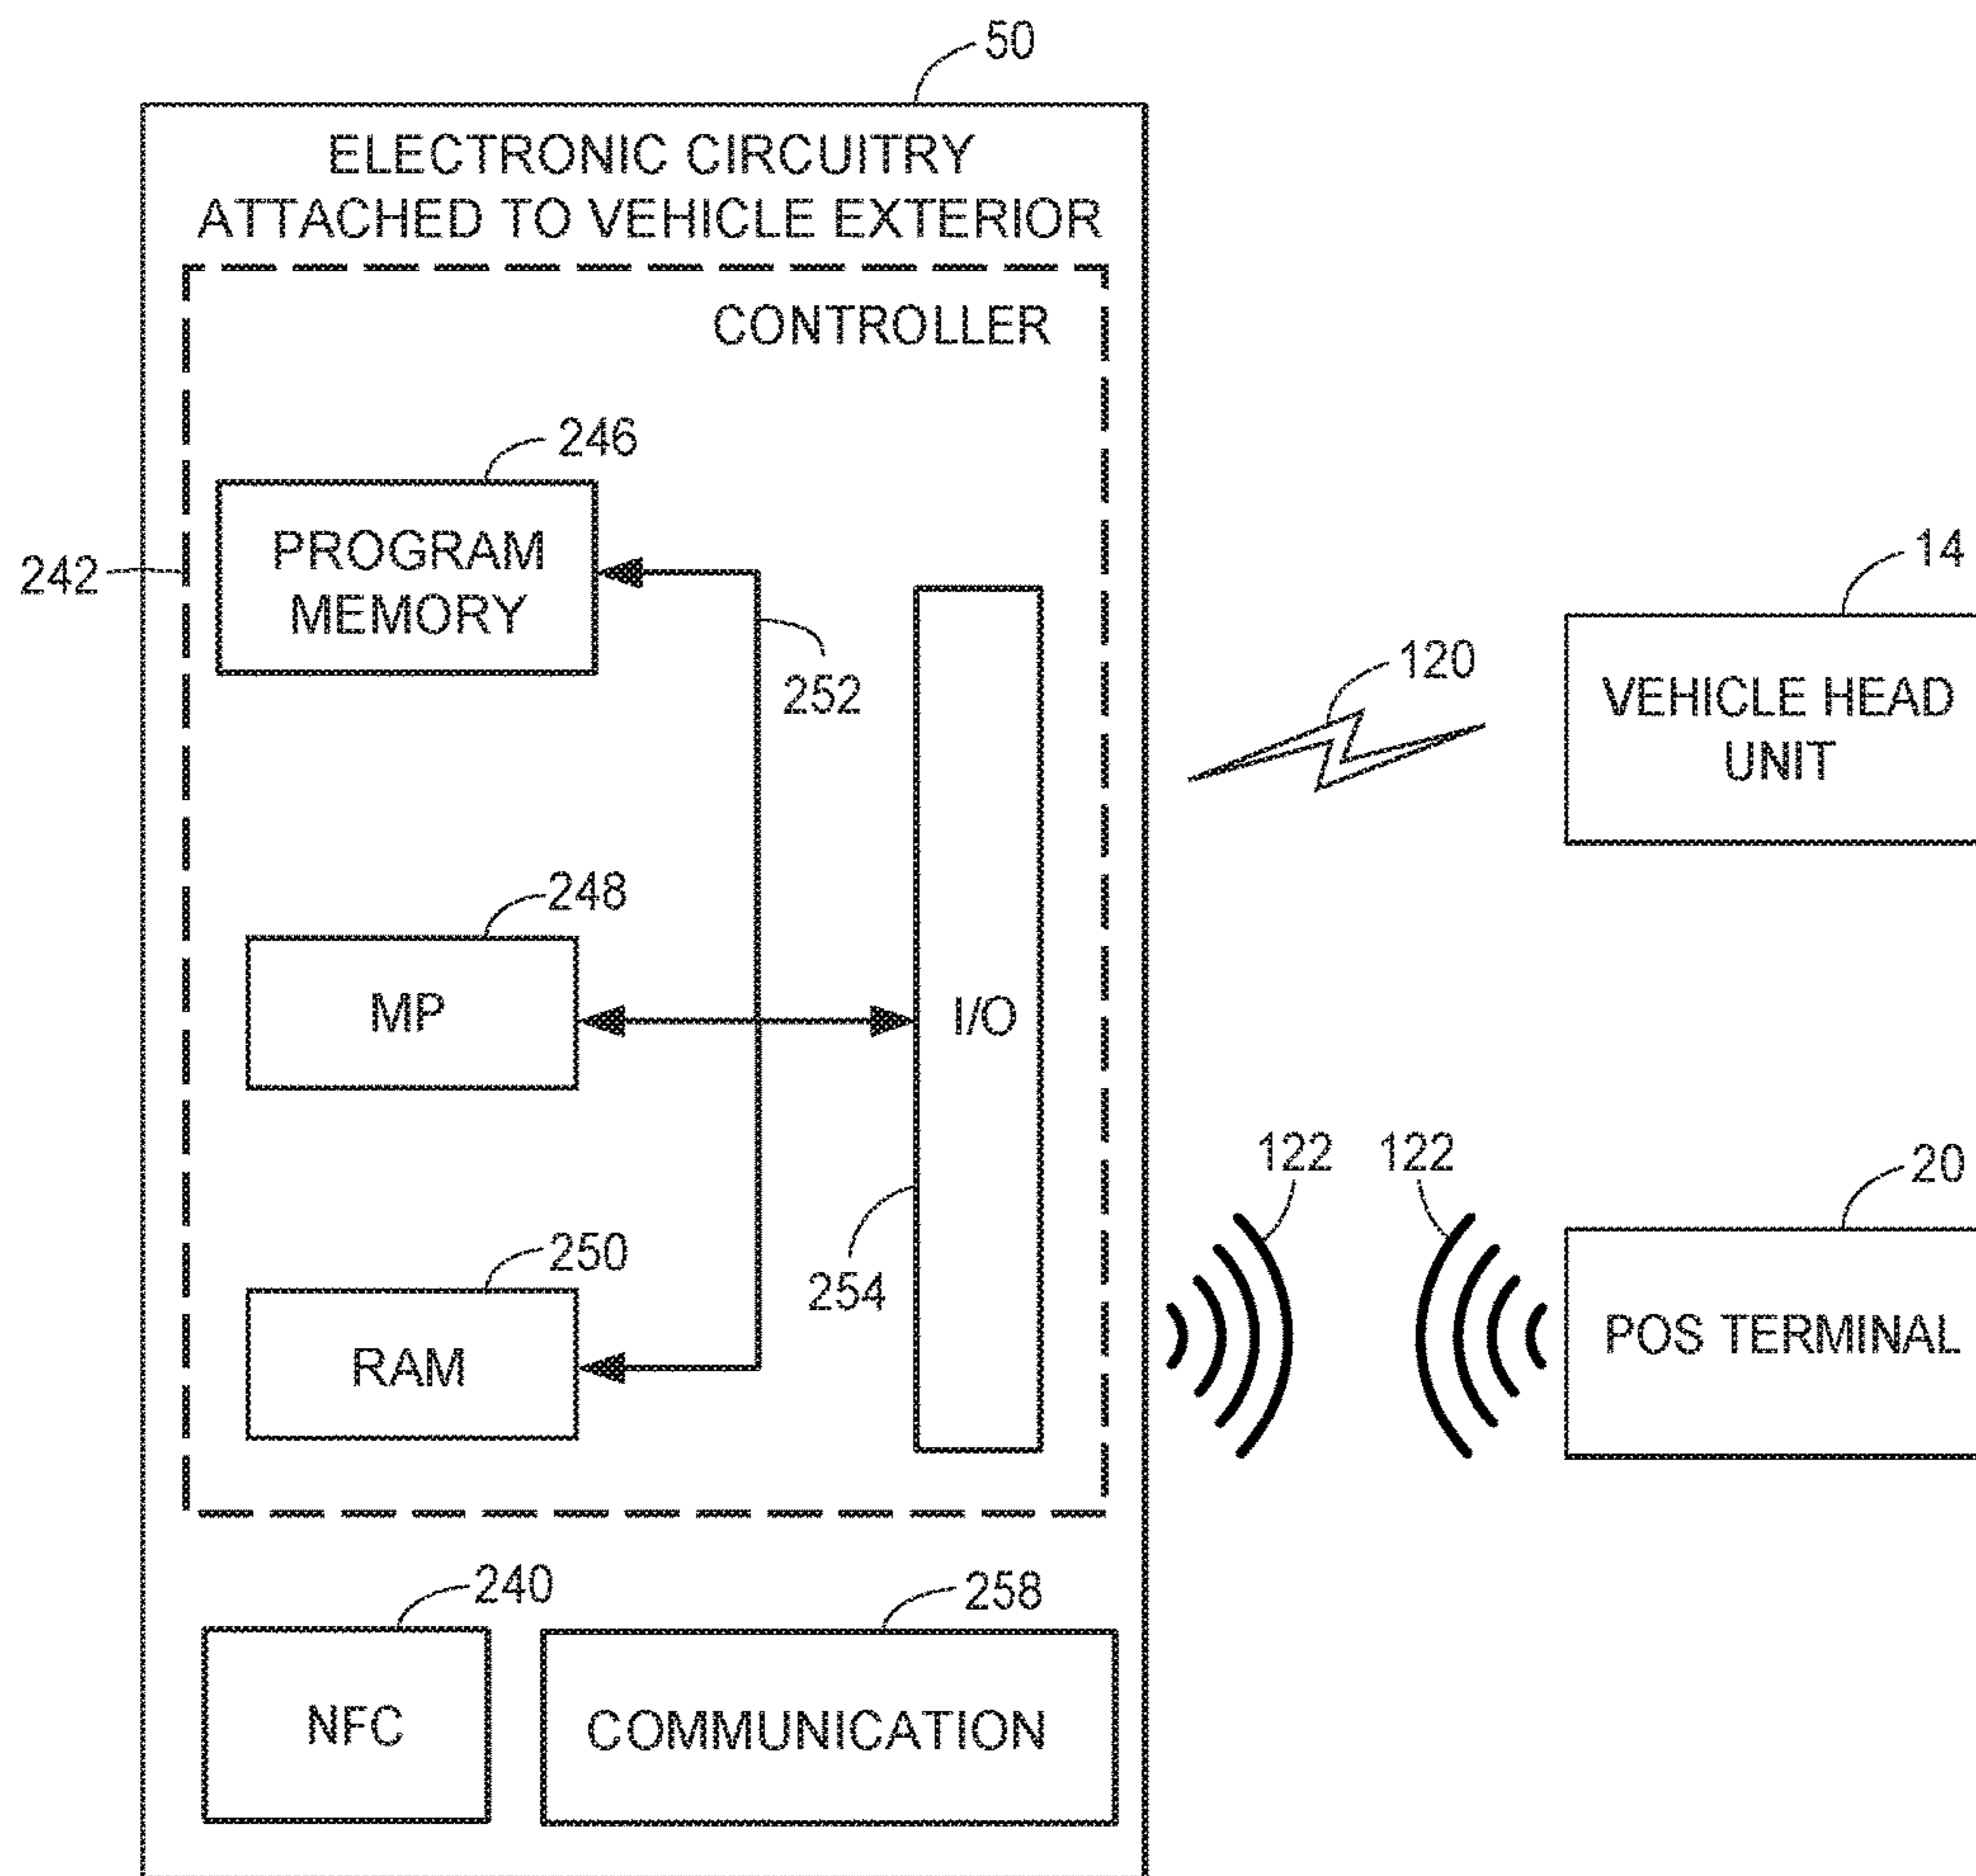 50
ELECTRONIC CIRCUITRY
ATTACHED TO VEHICLE EXTERIOR
CONTROLLER
246
PROGRAM
MEMORY
242
252
14
120
VEHICLE HEAD
UNIT
248
MP
I/O
122
122
20
250
254
RAM
POS TERMINAL
240
258
NFC
COMMUNICATION